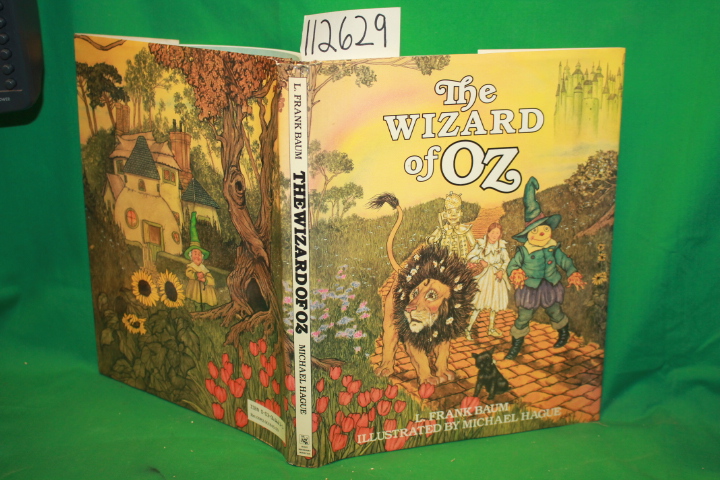 112629
The
WIZARD
of OZ
L. FRANK BAUM
ILLUSTRATED BY MICHAEL HAGUE
L. FRANK BAUM
THE WIZARD OF OZ
MICHAEL HAGUE